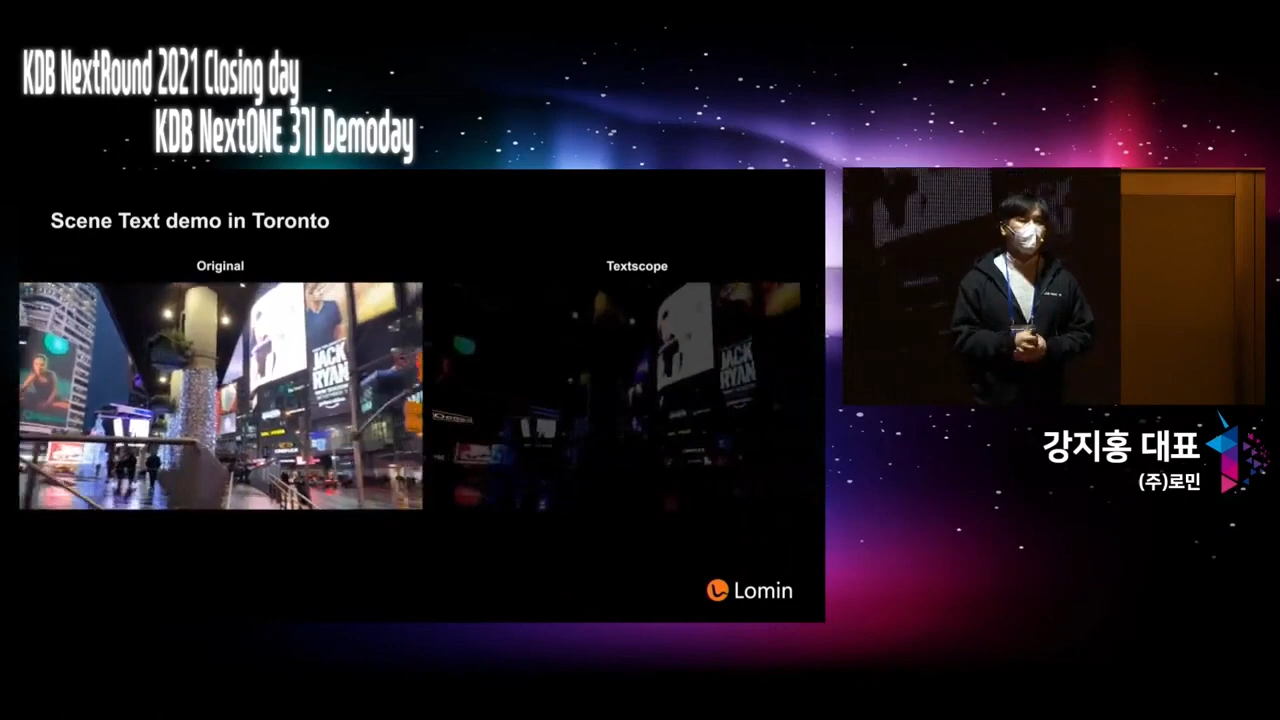 KDB NextRound 2021 Closing day
KDB NextONE 3기 Demoday
Scene Text demo in Toronto
Original
Textscope
JACK
RYAN
JACK
RYAN
Lomin
강지홍 대표
(주)로민